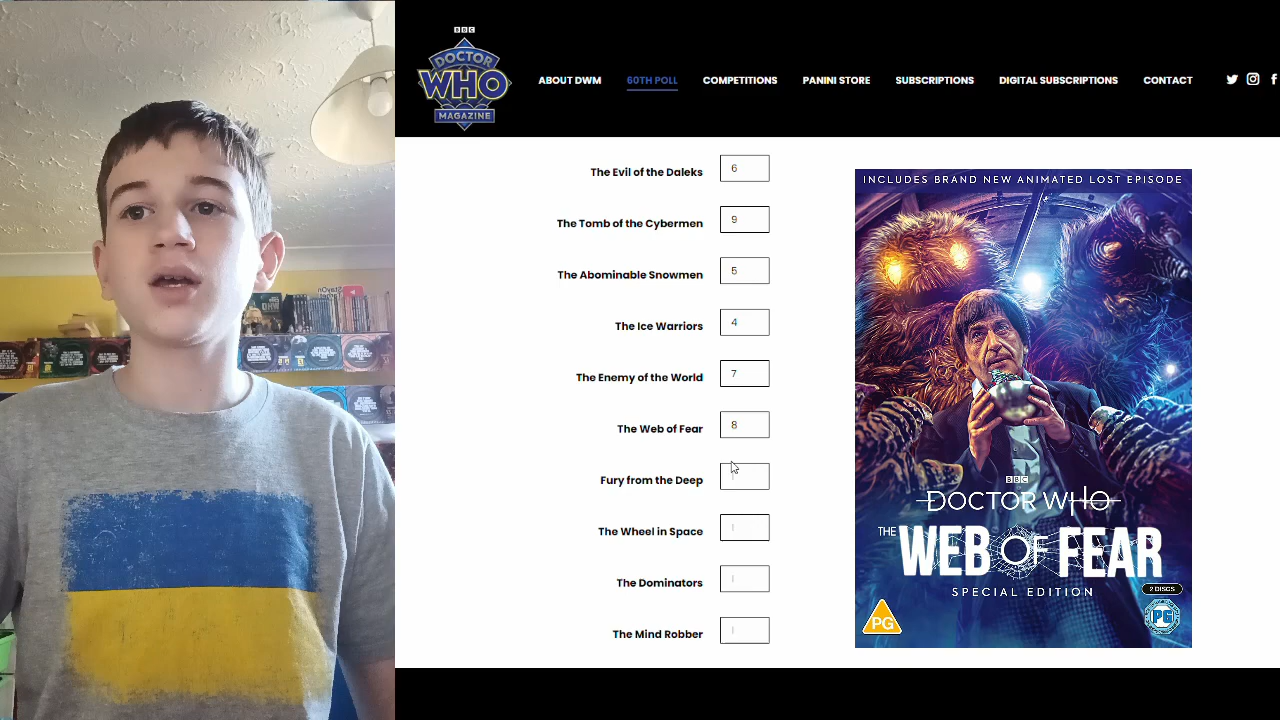 BBC
DOCTOR
WHO
MAGAZINE
ABOUT DWM
60TH POLL
COMPETITIONS
PANINI STORE
SUBSCRIPTIONS
DIGITAL SUBSCRIPTIONS
CONTACT
The Evil of the Daleks 6
The Tomb of the Cybermen 9
The Abominable Snowmen 5
The Ice Warriors 4
The Enemy of the World 7
The Web of Fear 8
Fury from the Deep
The Wheel in Space
The Dominators
The Mind Robber
INCLUDES BRAND NEW ANIMATED LOST EPISODE
BBC
DOCTOR WHO
THE WEB OF FEAR
SPECIAL EDITION
2 DISCS
PG
PG